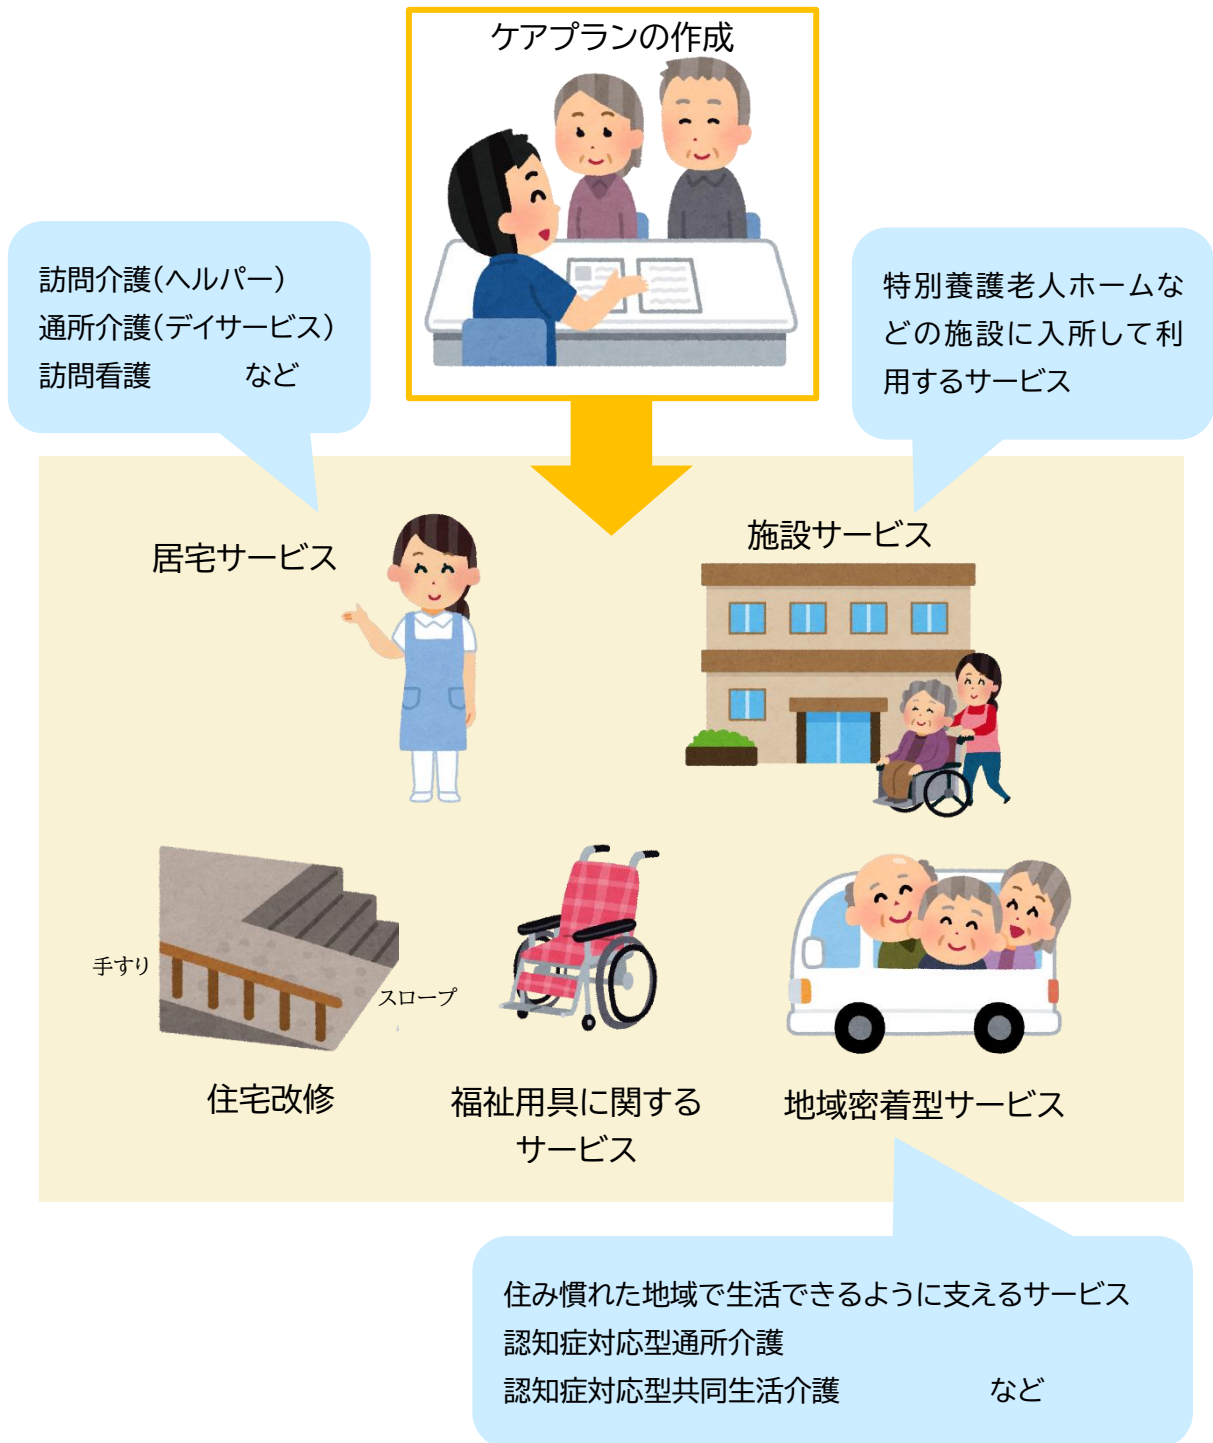 ケアプランの作成
訪問介護(ヘルパー)
通所介護(デイサービス)
訪問看護　など
特別養護老人ホームな
どの施設に入所して利
用するサービス
居宅サービス
施設サービス
手すり
スロープ
住宅改修
福祉用具に関する
サービス
地域密着型サービス
住み慣れた地域で生活できるように支えるサービス
認知症対応型通所介護
認知症対応型共同生活介護　など